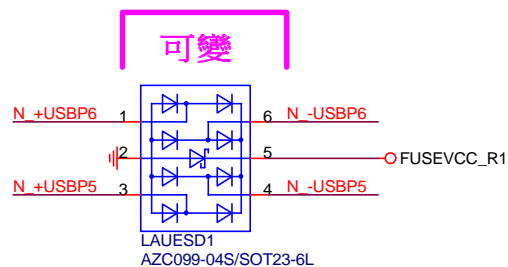 可變
N_+USBP6 1 6 N_-USBP6
2 5 FUSEVCC_R1
N_+USBP5 3 4 N_-USBP5
LAUESD1
AZC099-04S/SOT23-6L